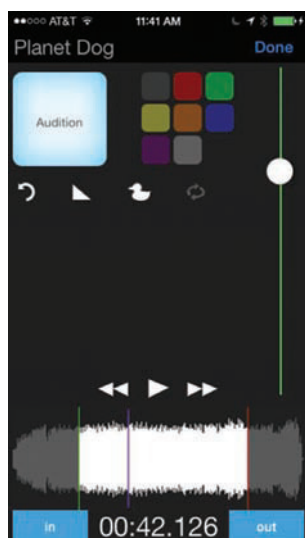 ●●○○○ AT&T 11:41 AM
Planet Dog Done
Audition
in 00:42.126 out